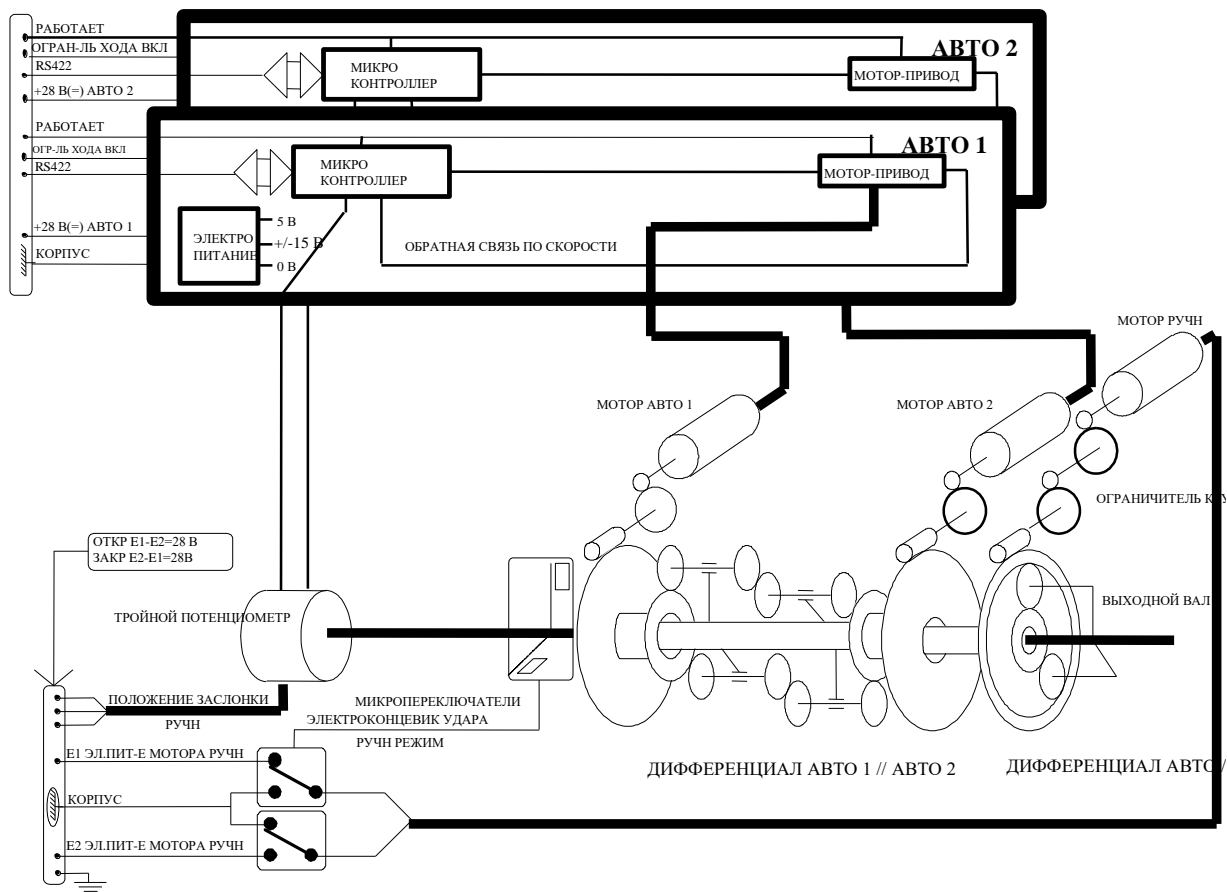 РАБОТАЕТ
ОГРАН-ЛЬ ХОДА ВКЛ
RS422
+28 В(=) АВТО 2
МИКРО
КОНТРОЛЛЕР
АВТО 2
МОТОР-ПРИВОД
РАБОТАЕТ
ОГР-ЛЬ ХОДА ВКЛ
RS422
+28 В(=) АВТО 1
КОРПУС
МИКРО
КОНТРОЛЛЕР
АВТО 1
МОТОР-ПРИВОД
ЭЛЕКТРО
ПИТАНИЕ
5 В
+/-15 В
0 В
ОБРАТНАЯ СВЯЗЬ ПО СКОРОСТИ
МОТОР РУЧН
МОТОР АВТО 1
МОТОР АВТО 2
ОГРАНИЧИТЕЛЬ
ОТКР Е1-Е2=28 В
ЗАКР Е2-Е1=28В
ТРОЙНОЙ ПОТЕНЦИОМЕТР
ВЫХОДНОЙ ВАЛ
ПОЛОЖЕНИЕ ЗАСЛОНКИ
РУЧН
МИКРОПЕРЕКЛЮЧАТЕЛИ
ЭЛЕКТРОКОНЦЕВИК УДАРА
РУЧН РЕЖИМ
Е1 ЭЛ.ПИТ-Е МОТОРА РУЧН
КОРПУС
Е2 ЭЛ.ПИТ-Е МОТОРА РУЧН
ДИФФЕРЕНЦИАЛ АВТО 1 // АВТО 2
ДИФФЕРЕНЦИАЛ АВТО /